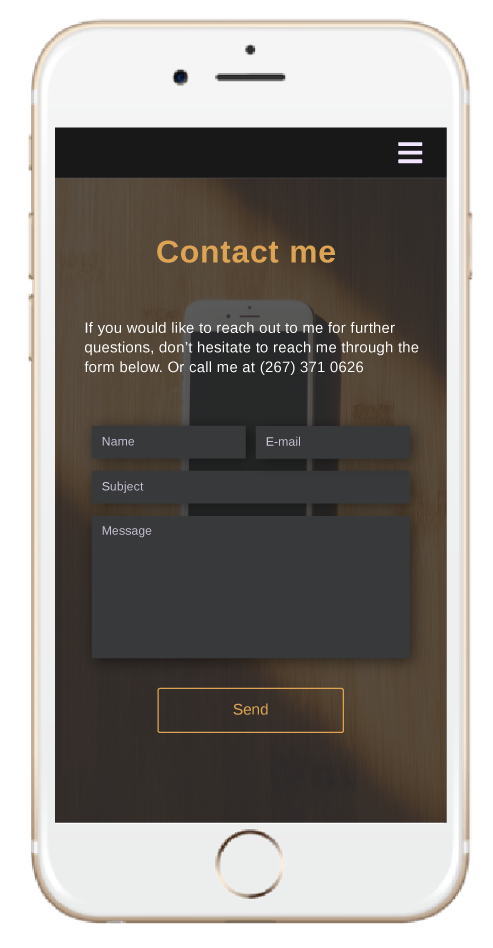 Contact me
If you would like to reach out to me for further
questions, don't hesitate to reach me through the
form below. Or call me at (267) 371 0626
Name E-mail
Subject
Message
Send